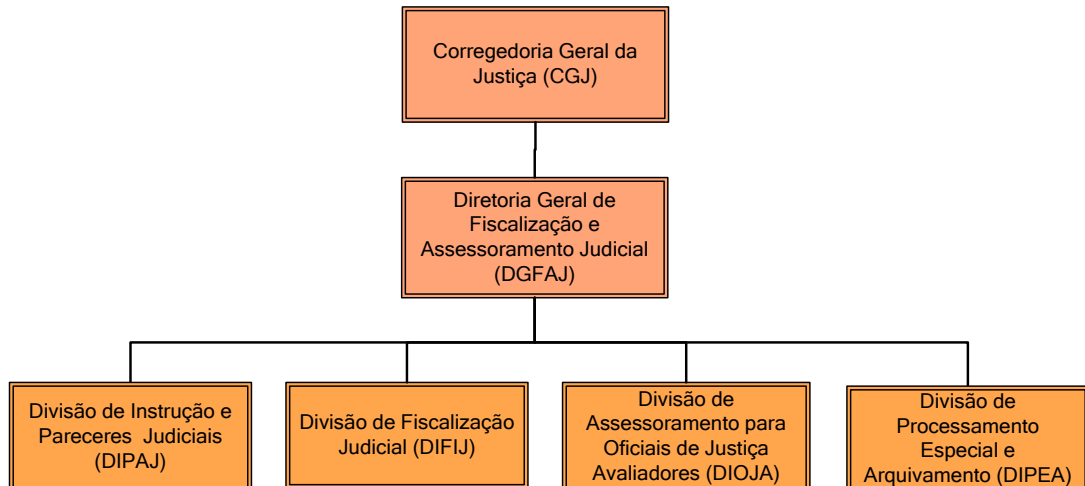 Corregedoria Geral da
Justiça (CGJ)
Diretoria Geral de
Fiscalização e
Assessoramento Judicial
(DGFAJ)
Divisão de Instrução e
Pareceres Judiciais
(DIPAJ)
Divisão de Fiscalização
Judicial (DIFIJ)
Divisão de
Assessoramento para
Oficiais de Justiça
Avaliadores (DIOJA)
Divisão de
Processamento
Especial e
Arquivamento (DIPEA)